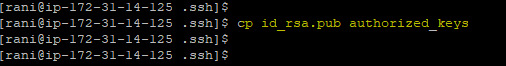 [rani@ip-172-31-14-125 .ssh]$
[rani@ip-172-31-14-125 .ssh]$ cp id_rsa.pub authorized_keys
[rani@ip-172-31-14-125 .ssh]$
[rani@ip-172-31-14-125 .ssh]$